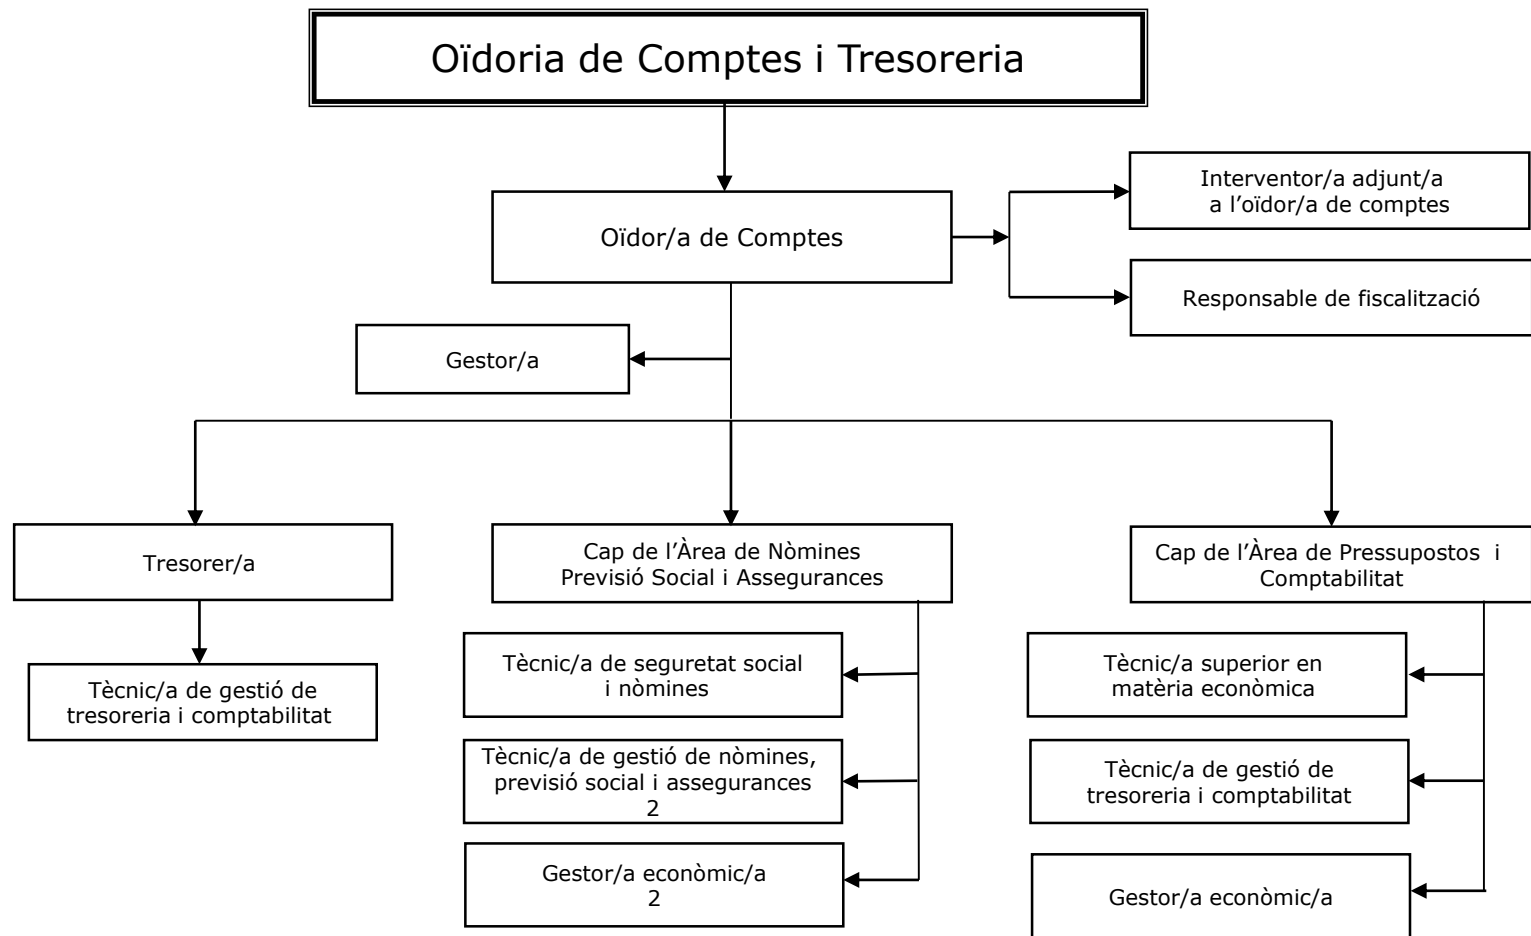 Oïdoria de Comptes i Tresoreria
Interventor/a adjunt/a
a l’oïdor/a de comptes
Oïdor/a de Comptes
Responsable de fiscalització
Gestor/a
Tresorer/a
Cap de l’Àrea de Nòmines
Previsió Social i Assegurances
Cap de l’Àrea de Pressupostos i
Comptabilitat
Tècnic/a de gestió de
tresoreria i comptabilitat
Tècnic/a de seguretat social
i nòmines
Tècnic/a superior en
matèria econòmica
Tècnic/a de gestió de nòmines,
previsió social i assegurances
2
Tècnic/a de gestió de
tresoreria i comptabilitat
Gestor/a econòmic/a
2
Gestor/a econòmic/a